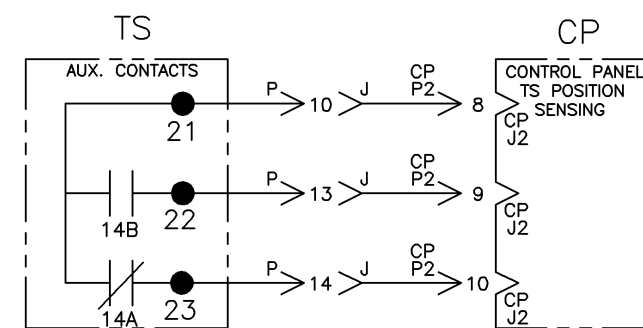 TS
CP
AUX. CONTACTS
CONTROL PANEL
TS POSITION
SENSING
21
P
10
J
CP
P2
8
CP
J2
14B
22
P
13
J
CP
P2
9
CP
J2
14A
23
P
14
J
CP
P2
10
CP
J2